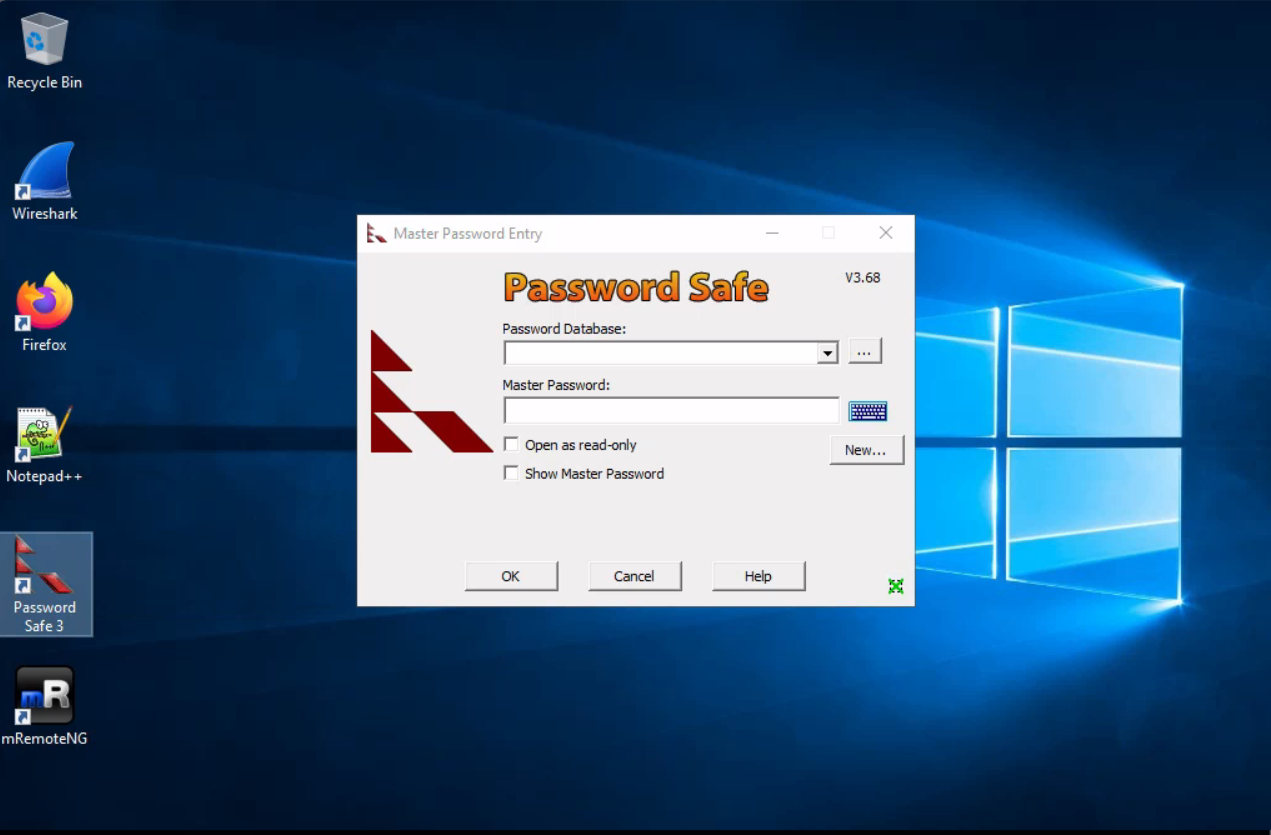 Recycle Bin
Wireshark
Firefox
Notepad++
Password
Safe 3
mR
mRemoteNG
Master Password Entry
Password Safe
V3.68
Password Database:
...
Master Password:
Open as read-only
New...
Show Master Password
OK
Cancel
Help